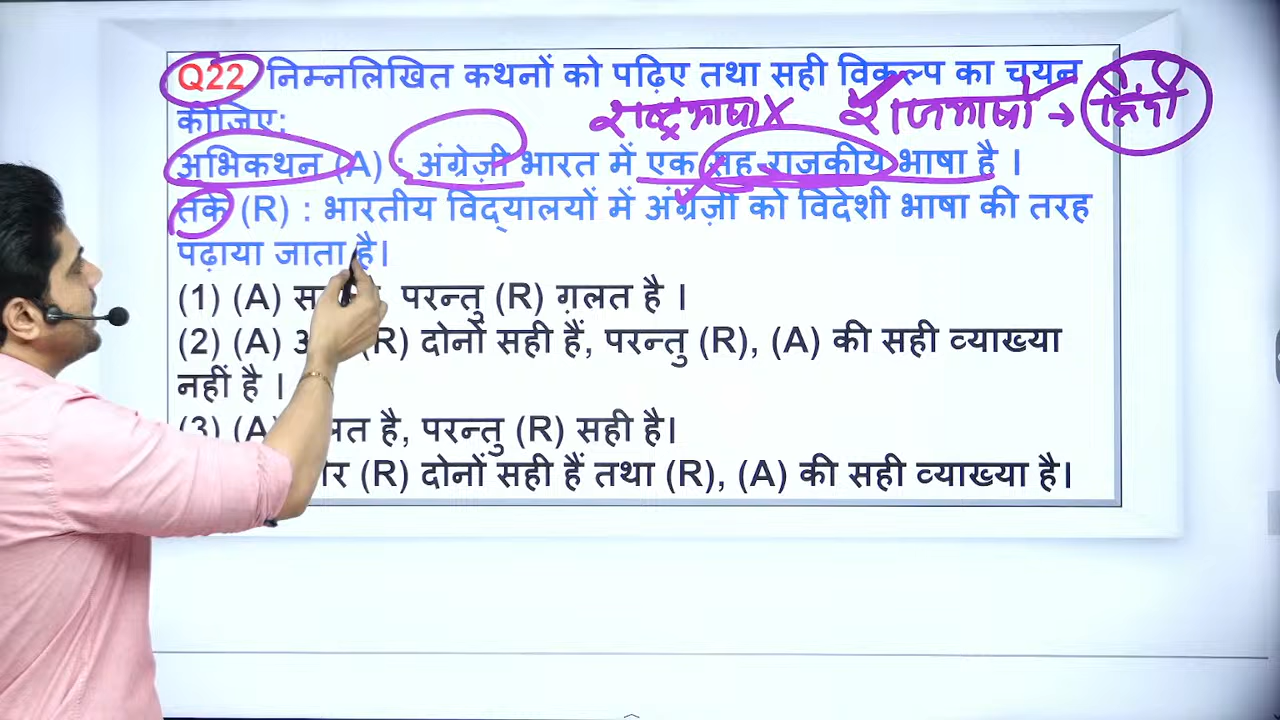 Q22 निम्नलिखित कथनों को पढ़िए तथा सही विकल्प का चयन
कीजिए:
राष्ट्रभाषा X राजभाषा → हिंदी
अभिकथन (A) : अंग्रेज़ी भारत में एक सह राजकीय भाषा है ।
तर्क (R) : भारतीय विद्यालयों में अंग्रेज़ी को विदेशी भाषा की तरह
पढ़ाया जाता है।
(1) (A) परन्तु (R) ग़लत है ।
(2) (A) (R) दोनों सही हैं, परन्तु (R), (A) की सही व्याख्या
नहीं है ।
(3) (A) है, परन्तु (R) सही है।
(R) दोनों सही हैं तथा (R), (A) की सही व्याख्या है।